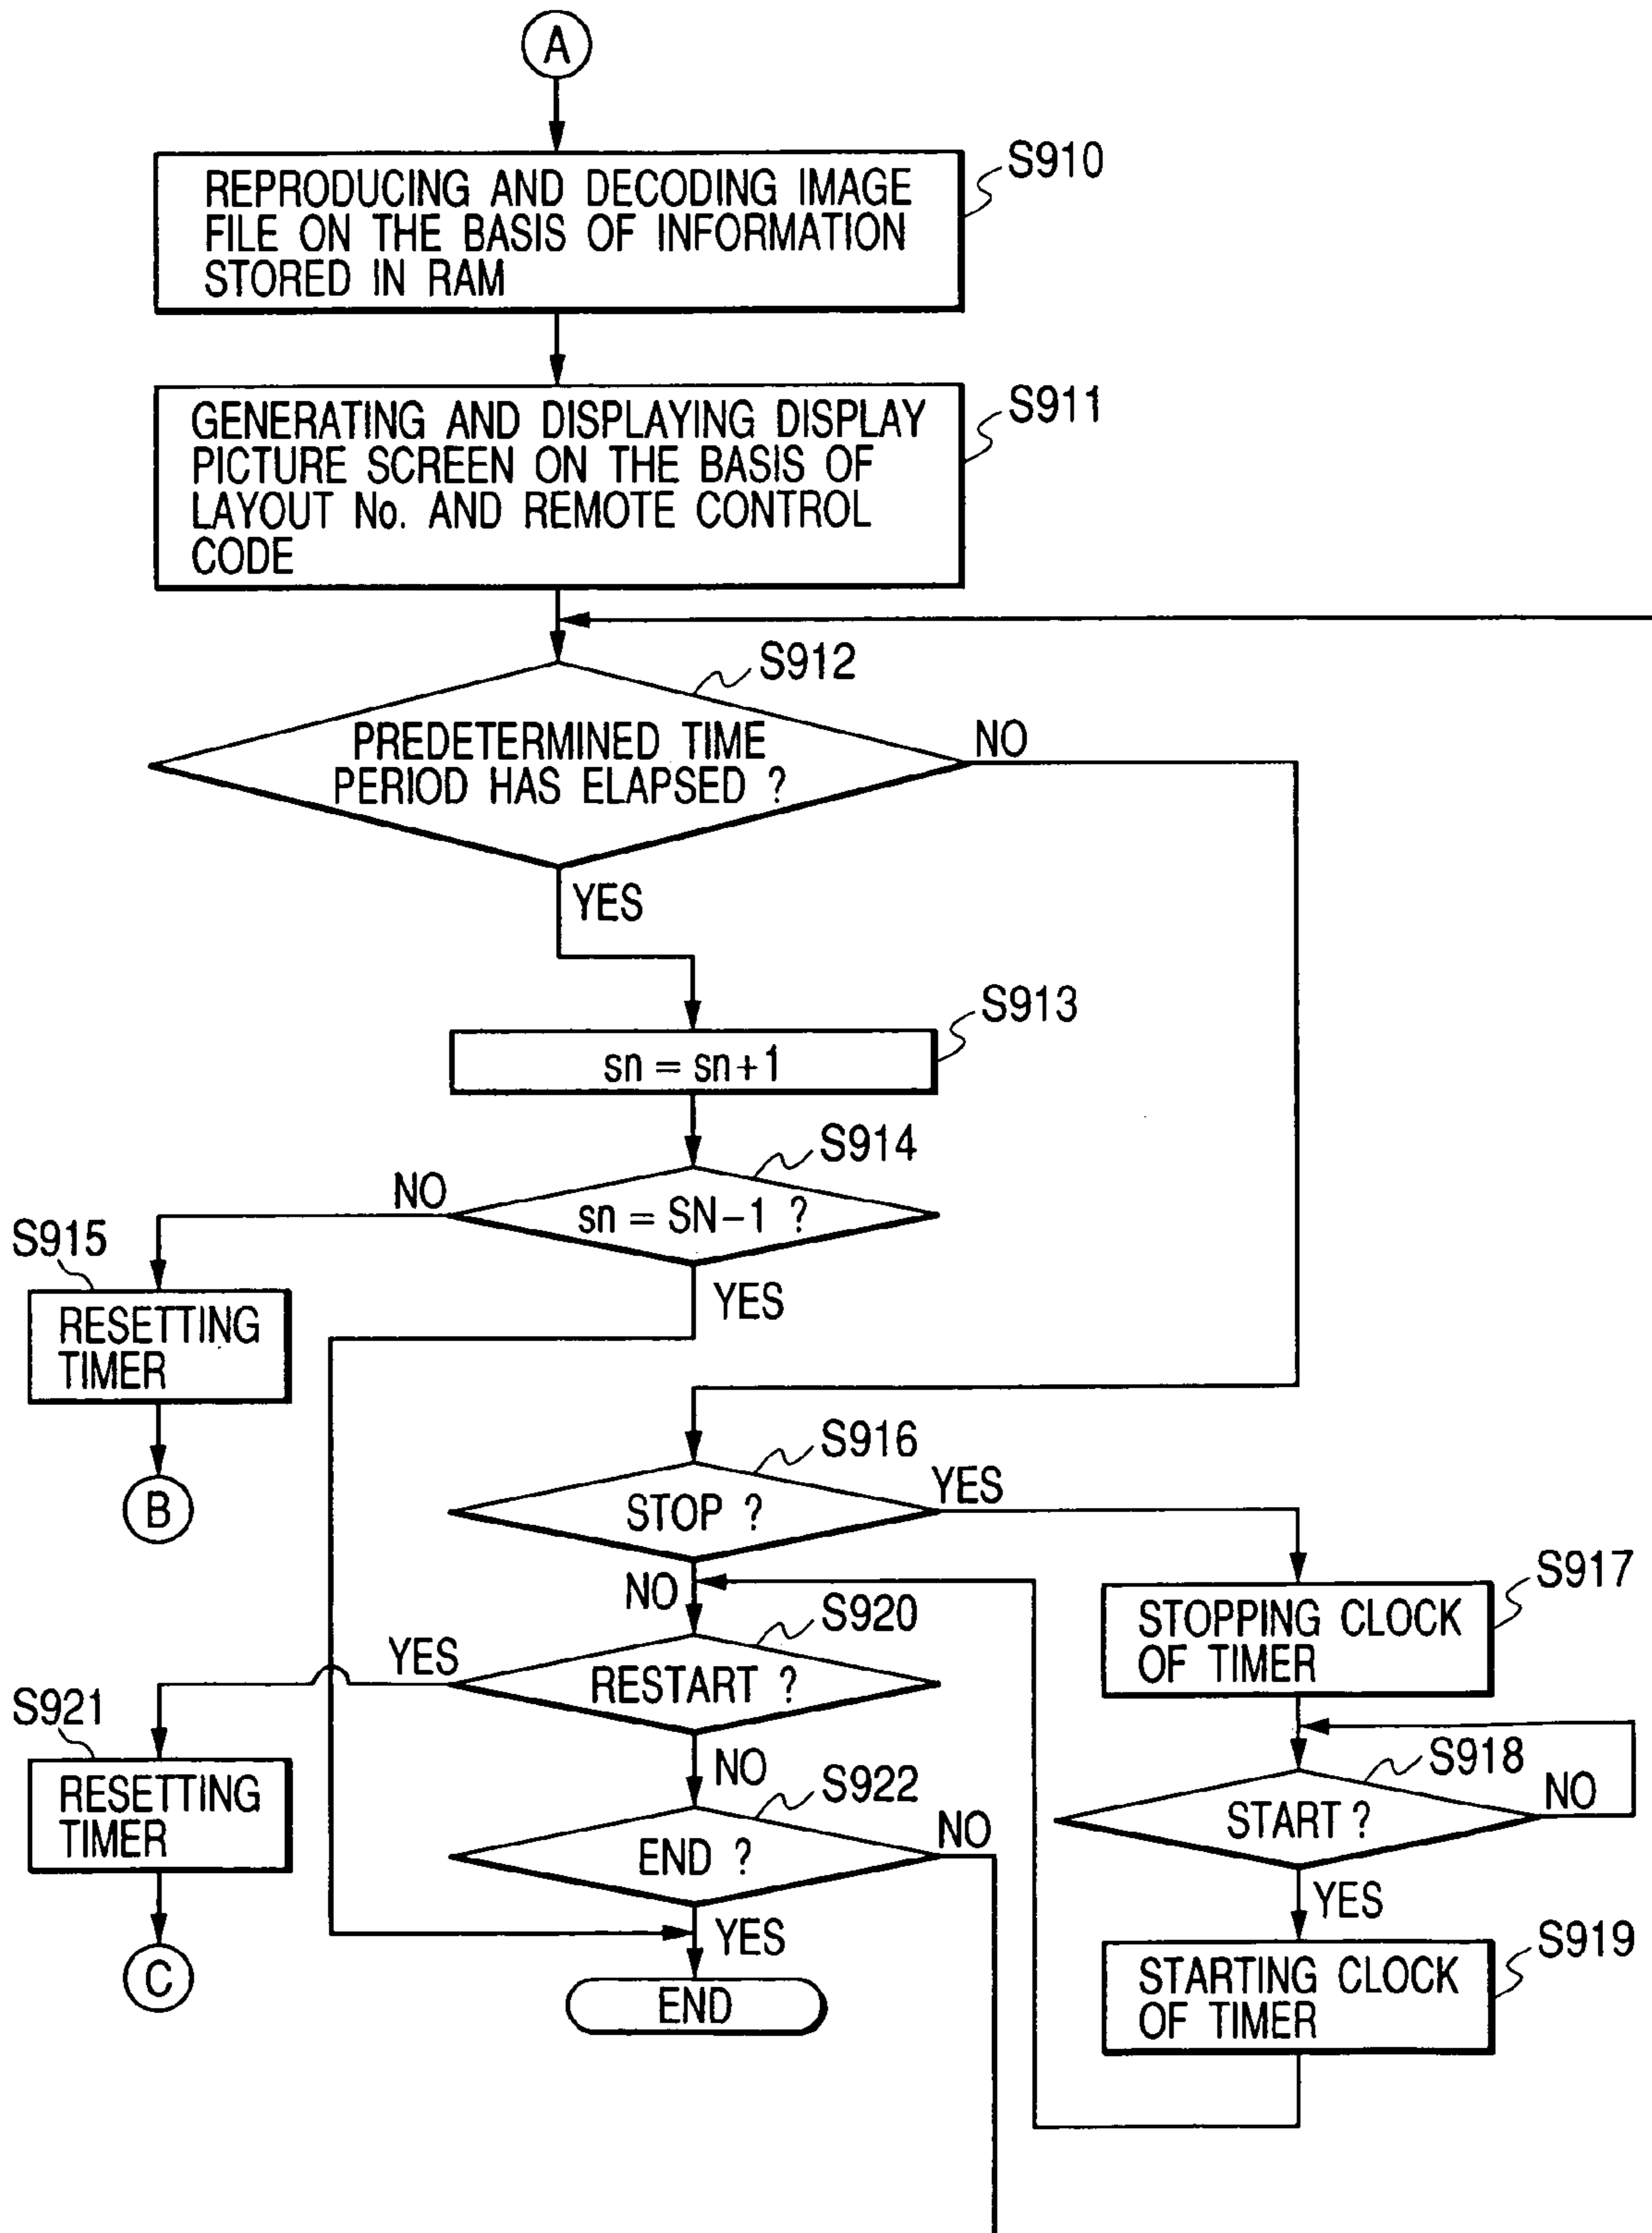 A
S910
REPRODUCING AND DECODING IMAGE
FILE ON THE BASIS OF INFORMATION
STORED IN RAM
S911
GENERATING AND DISPLAYING DISPLAY
PICTURE SCREEN ON THE BASIS OF
LAYOUT No. AND REMOTE CONTROL
CODE
S912
PREDETERMINED TIME
PERIOD HAS ELAPSED ?
NO
YES
S913
sn = sn+1
S914
sn = SN-1 ?
NO
YES
S915
RESETTING
TIMER
B
S916
STOP ?
YES
NO
S917
STOPPING CLOCK
OF TIMER
S918
START ?
NO
YES
S919
STARTING CLOCK
OF TIMER
S920
RESTART ?
YES
NO
S921
RESETTING
TIMER
C
S922
END ?
NO
YES
END